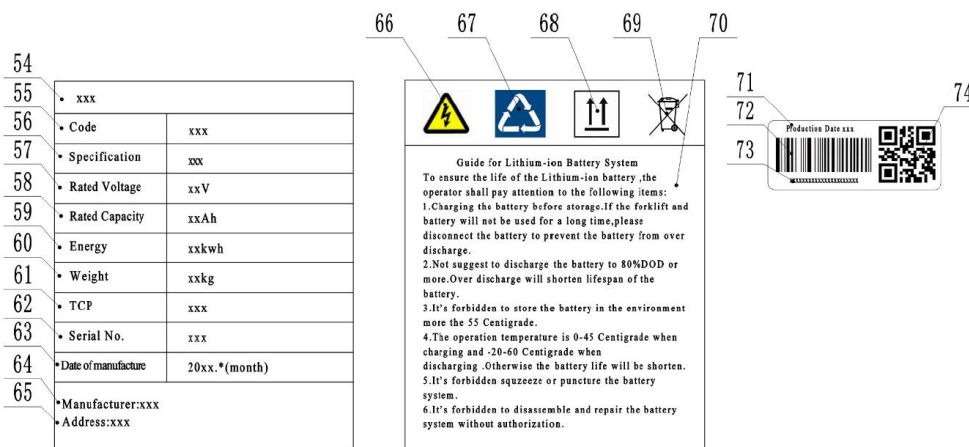 66 67 68 69 70
54
55
56
57
58
59
60
61
62
63
64
65
xxx
Code xxx
Specification xxx
Rated Voltage xxV
Rated Capacity xxAh
Energy xxkwh
Weight xxkg
TCP xxx
Serial No. xxx
Date of manufacture 20xx.*(month)
Manufacturer:xxx
Address:xxx
Guide for Lithium-ion Battery System
To ensure the life of the Lithium-ion battery ,the
operator shall pay attention to the following items:
1.Charging the battery before storage.If the forklift and
battery will not be used for a long time,please
disconnect the battery to prevent the battery from over
discharge.
2.Not suggest to discharge the battery to 80%DOD or
more.Over discharge will shorten lifespan of the
battery.
3.It's forbidden to store the battery in the environment
more the 55 Centigrade.
4.The operation temperature is 0-45 Centigrade when
charging and -20-60 Centigrade when
discharging .Otherwise the battery life will be shorten.
5.It's forbidden squzeeze or puncture the battery
system.
6.It's forbidden to disassemble and repair the battery
system without authorization.
71
72
73
74
Production Date xxx